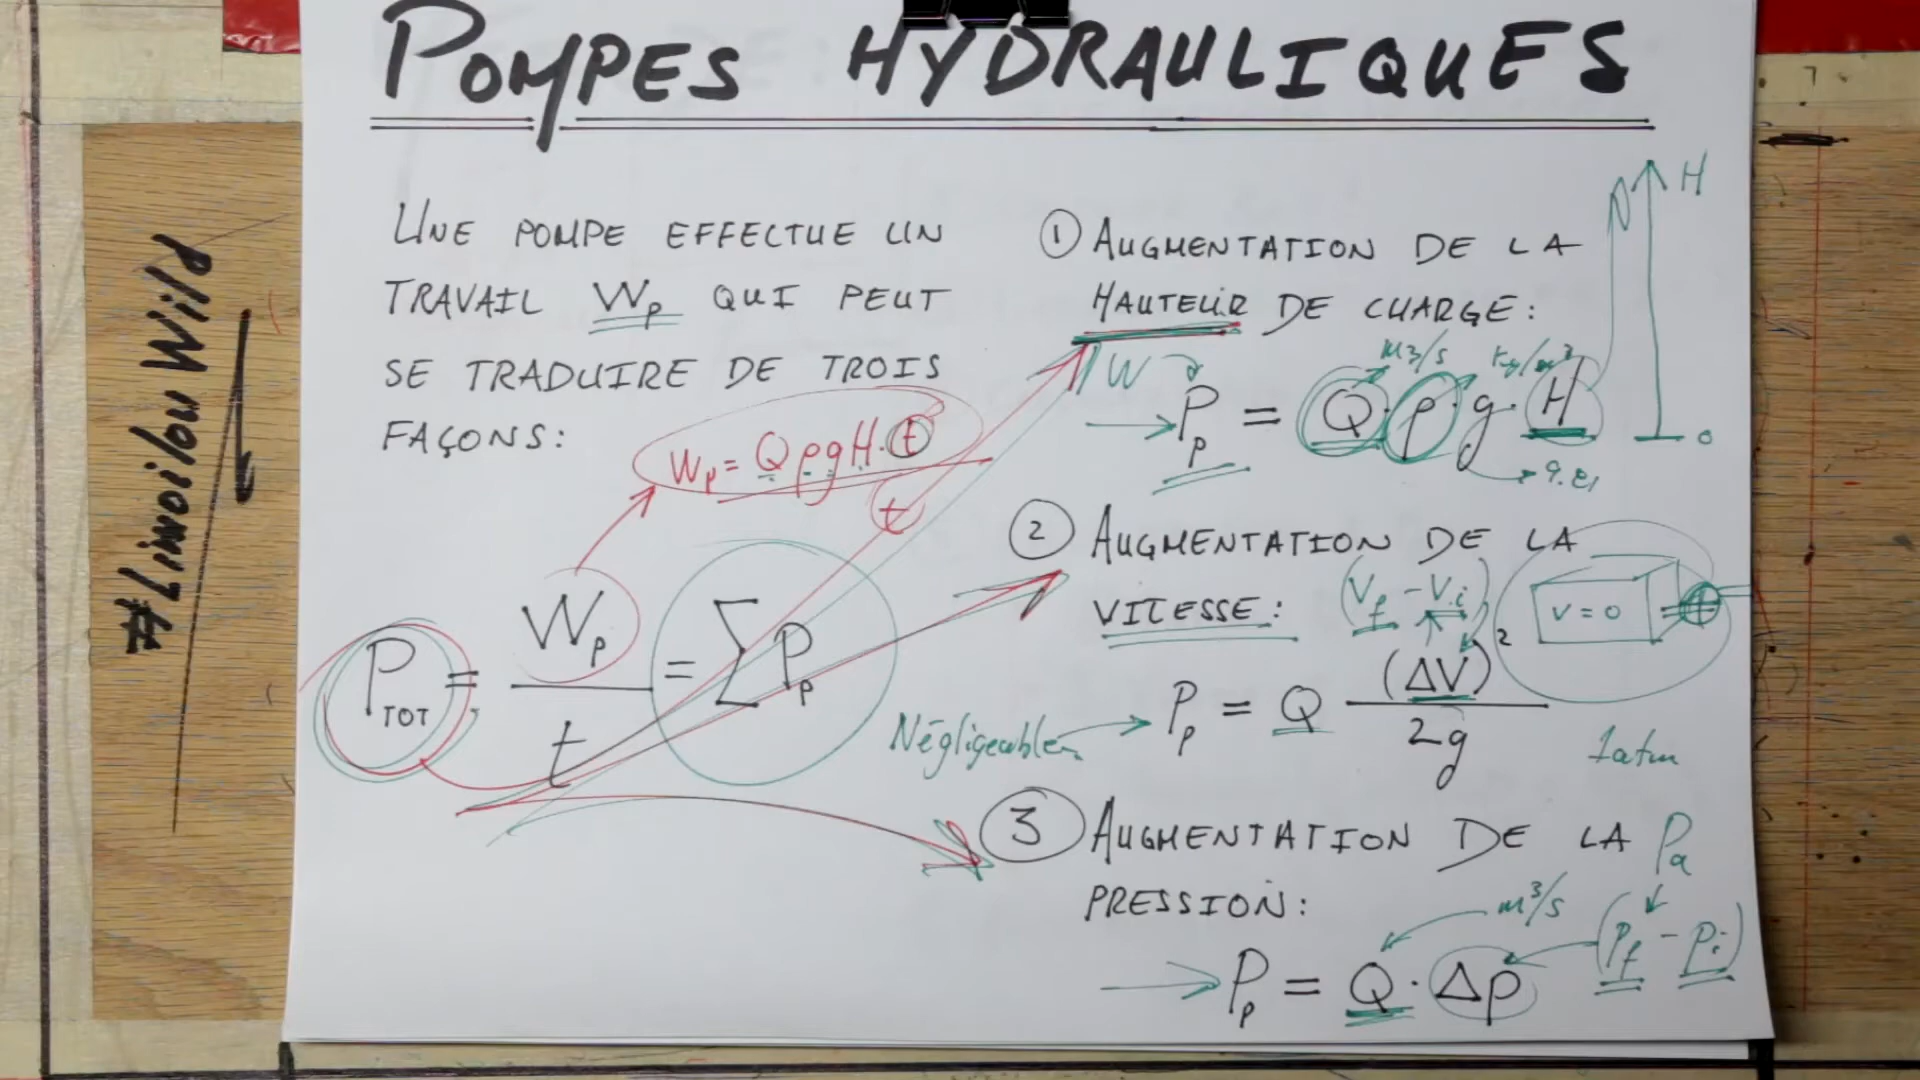 POMPES HYDRAULIQUES
UNE POMPE EFFECTUE UN
TRAVAIL Wp QUI PEUT
SE TRADUIRE DE TROIS
FAÇONS:
Wp = QρgH·t
t
P TOT = Wp / t = Σ Pp
① AUGMENTATION DE LA
HAUTEUR DE CHARGE:
W m3/s kg/m3
Pp = Q·ρ·g·H
9.81
H
0
② AUGMENTATION DE LA
VITESSE: (Vf - Vi)
V = 0
Pp = Q (ΔV)² / 2g
Négligeable
1atm
③ AUGMENTATION DE LA Pa
PRESSION:
m³/s
(Pf - Pi)
Pp = Q·Δp
#Limoilou Wild